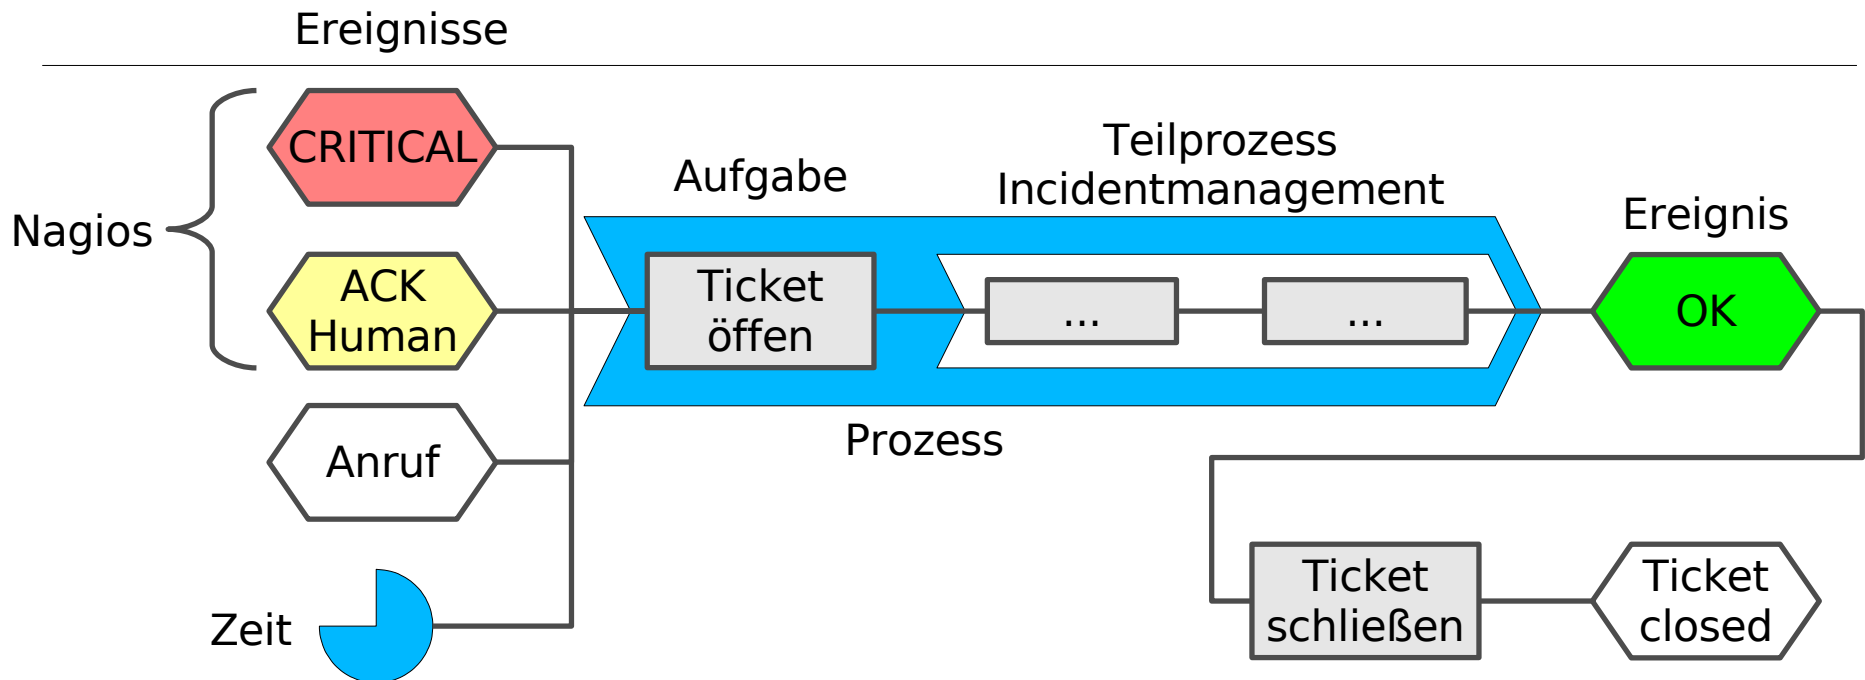 Ereignisse
Nagios
CRITICAL
ACK
Human
Anruf
Zeit
Aufgabe
Ticket
öffen
Teilprozess
Incidentmanagement
...
...
Prozess
Ereignis
OK
Ticket
schließen
Ticket
closed